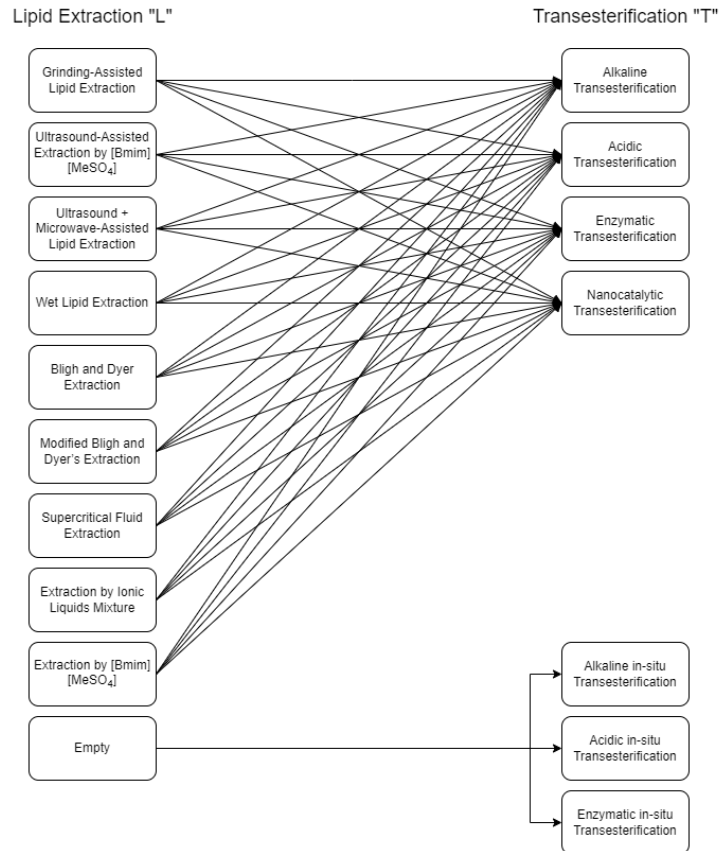 Lipid Extraction "L"
Transesterification "T"
Grinding-Assisted
Lipid Extraction
Ultrasound-Assisted
Extraction by [Bmim]
[MeSO₄]
Ultrasound +
Microwave-Assisted
Lipid Extraction
Wet Lipid Extraction
Bligh and Dyer
Extraction
Modified Bligh and
Dyer's Extraction
Supercritical Fluid
Extraction
Extraction by Ionic
Liquids Mixture
Extraction by [Bmim]
[MeSO₄]
Empty
Alkaline
Transesterification
Acidic
Transesterification
Enzymatic
Transesterification
Nanocatalytic
Transesterification
Alkaline in-situ
Transesterification
Acidic in-situ
Transesterification
Enzymatic in-situ
Transesterification